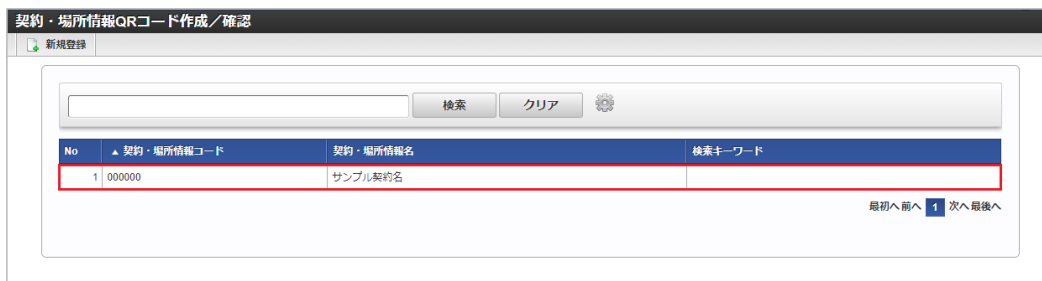 契約・場所情報QRコード作成／確認
新規登録
検索 クリア
No ▲ 契約・場所情報コード 契約・場所情報名 検索キーワード
1 000000 サンプル契約名
最初へ 前へ 1 次へ 最後へ